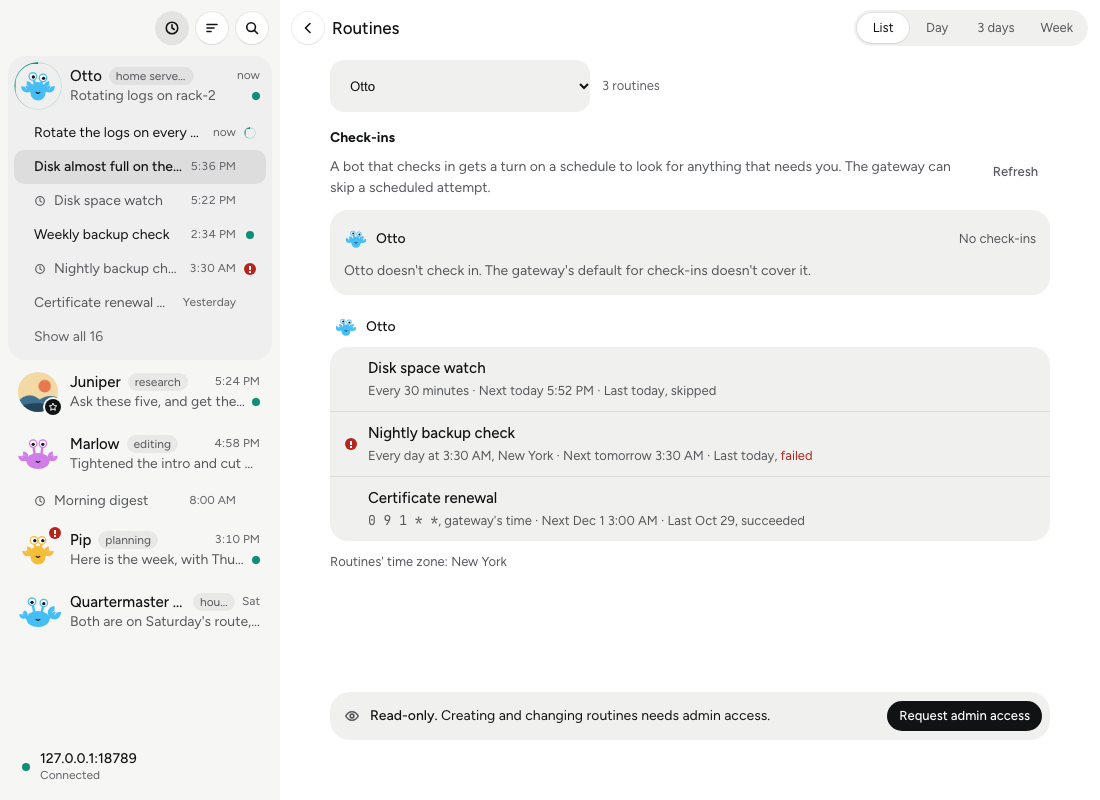 Routines
List
Day
3 days
Week
Otto
home serve...
now
Rotating logs on rack-2
Rotate the logs on every ...
now
Disk almost full on the...
5:36 PM
Disk space watch
5:22 PM
Weekly backup check
2:34 PM
Nightly backup ch...
3:30 AM
Certificate renewal ...
Yesterday
Show all 16
Juniper
research
5:24 PM
Ask these five, and get the...
Marlow
editing
4:58 PM
Tightened the intro and cut ...
Morning digest
8:00 AM
Pip
planning
3:10 PM
Here is the week, with Thu...
Quartermaster ...
hou...
Sat
Both are on Saturday's route,...
127.0.0.1:18789
Connected
Otto
3 routines
Check-ins
A bot that checks in gets a turn on a schedule to look for anything that needs you. The gateway can
skip a scheduled attempt.
Refresh
Otto
No check-ins
Otto doesn't check in. The gateway's default for check-ins doesn't cover it.
Otto
Disk space watch
Every 30 minutes · Next today 5:52 PM · Last today, skipped
Nightly backup check
Every day at 3:30 AM, New York · Next tomorrow 3:30 AM · Last today, failed
Certificate renewal
0 9 1 * *, gateway's time · Next Dec 1 3:00 AM · Last Oct 29, succeeded
Routines' time zone: New York
Read-only. Creating and changing routines needs admin access.
Request admin access